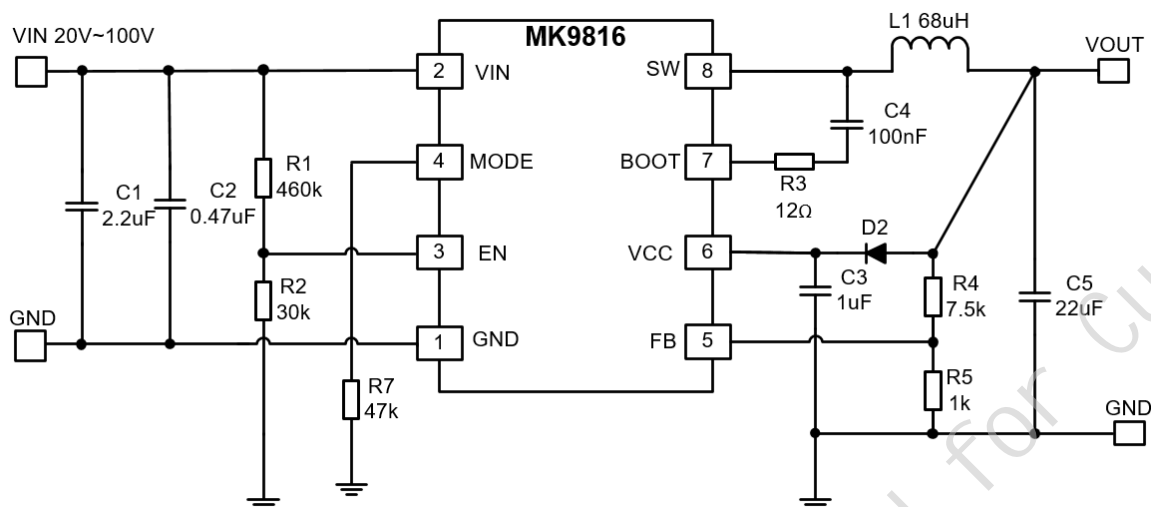 MK9816
VIN 20V~100V
L1 68uH
VOUT
2
VIN
SW
8
C4
100nF
4
MODE
BOOT
7
R1
460k
R3
12Ω
C1
2.2uF
C2
0.47uF
D2
3
EN
VCC
6
R2
30k
C3
1uF
R4
7.5k
C5
22uF
GND
1
GND
FB
5
R7
47k
R5
1k
GND
for